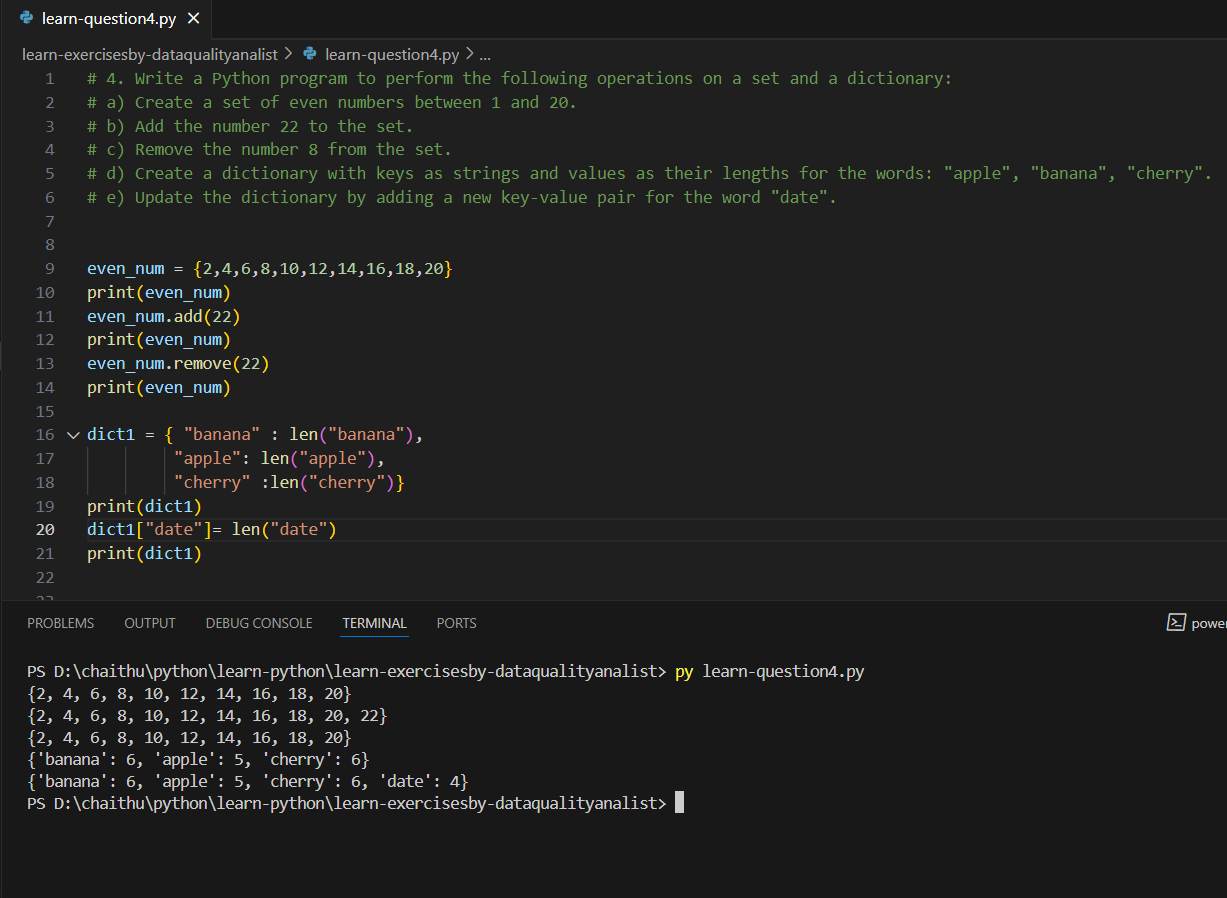 learn-question4.py ×
learn-exercisesby-dataqualityanalist > learn-question4.py > ...
1 # 4. Write a Python program to perform the following operations on a set and a dictionary:
2 # a) Create a set of even numbers between 1 and 20.
3 # b) Add the number 22 to the set.
4 # c) Remove the number 8 from the set.
5 # d) Create a dictionary with keys as strings and values as their lengths for the words: "apple", "banana", "cherry".
6 # e) Update the dictionary by adding a new key-value pair for the word "date".
7
8
9 even_num = {2,4,6,8,10,12,14,16,18,20}
10 print(even_num)
11 even_num.add(22)
12 print(even_num)
13 even_num.remove(22)
14 print(even_num)
15
16 dict1 = { "banana" : len("banana"),
17 "apple": len("apple"),
18 "cherry" :len("cherry")}
19 print(dict1)
20 dict1["date"]= len("date")
21 print(dict1)
22
PROBLEMS OUTPUT DEBUG CONSOLE TERMINAL PORTS power
PS D:\chaithu\python\learn-python\learn-exercisesby-dataqualityanalist> py learn-question4.py
{2, 4, 6, 8, 10, 12, 14, 16, 18, 20}
{2, 4, 6, 8, 10, 12, 14, 16, 18, 20, 22}
{2, 4, 6, 8, 10, 12, 14, 16, 18, 20}
{'banana': 6, 'apple': 5, 'cherry': 6}
{'banana': 6, 'apple': 5, 'cherry': 6, 'date': 4}
PS D:\chaithu\python\learn-python\learn-exercisesby-dataqualityanalist>